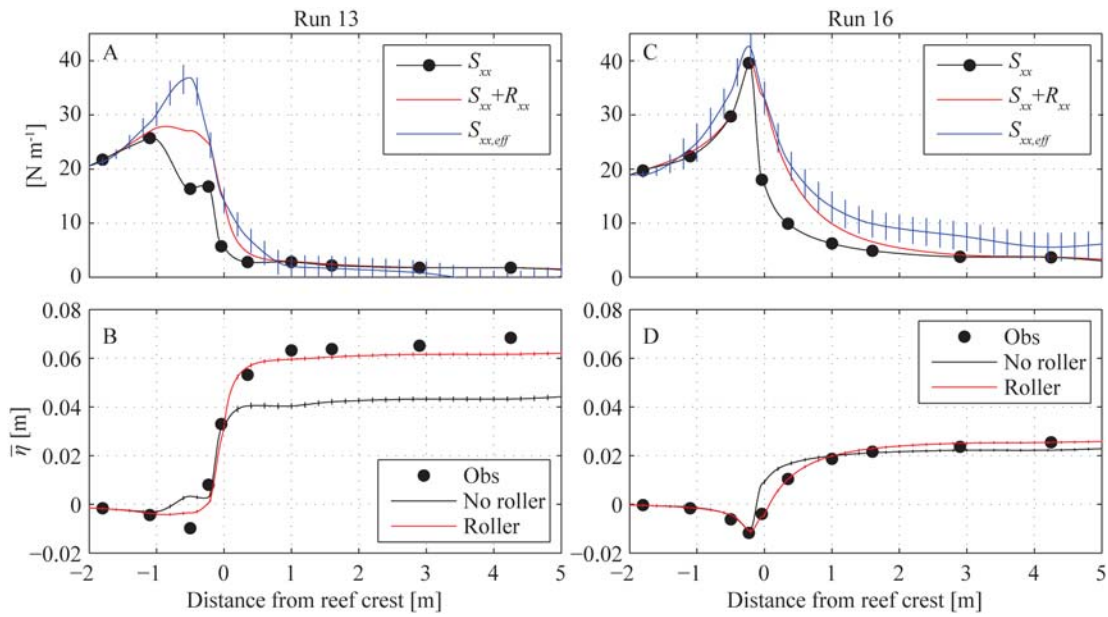 Run 13
Run 16
A
S_xx
S_xx+R_xx
S_xx,eff
C
S_xx
S_xx+R_xx
S_xx,eff
40
30
20
10
0
[N m⁻¹]
40
30
20
10
0
B
Obs
No roller
Roller
D
Obs
No roller
Roller
0.08
0.06
0.04
0.02
0
−0.02
η̅ [m]
0.08
0.06
0.04
0.02
0
−0.02
−2 −1 0 1 2 3 4 5
−2 −1 0 1 2 3 4 5
Distance from reef crest [m]
Distance from reef crest [m]